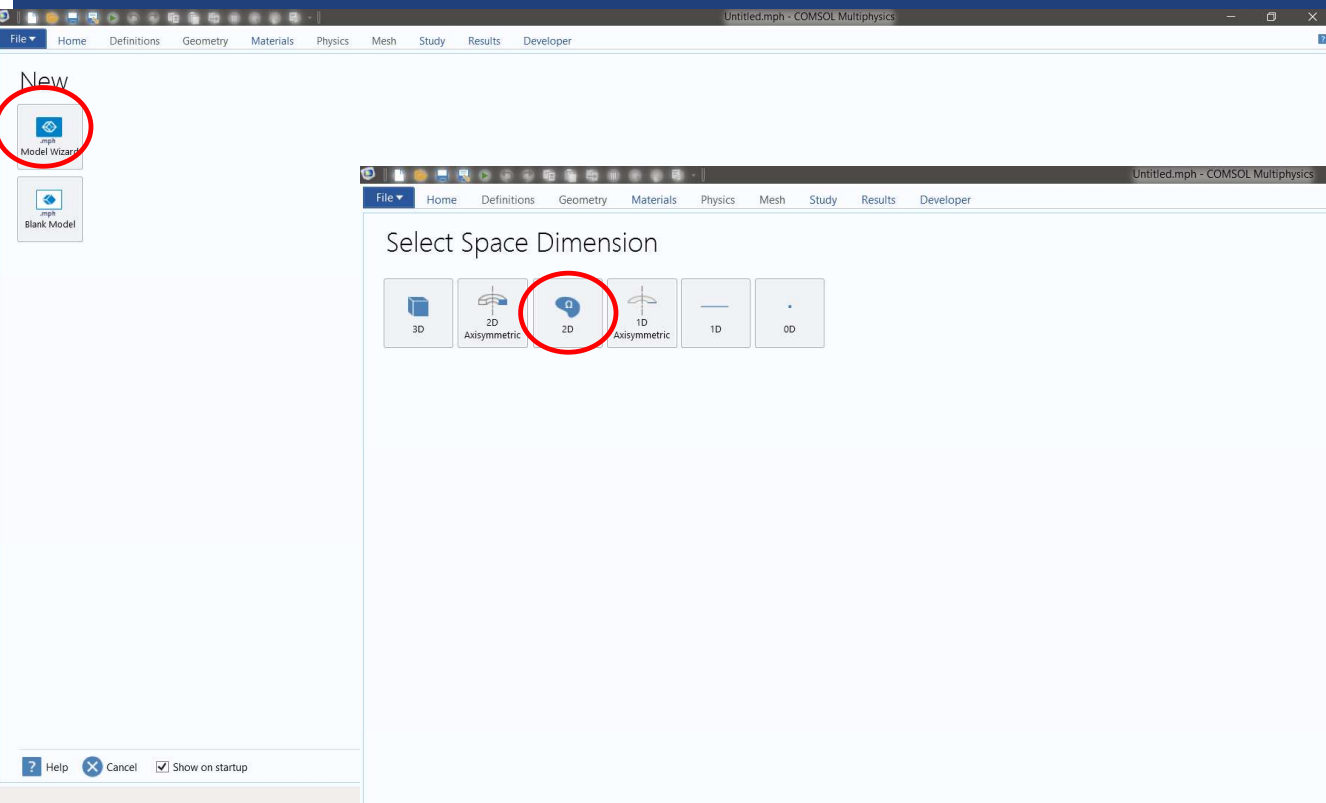 Untitled.mph - COMSOL Multiphysics
File Home Definitions Geometry Materials Physics Mesh Study Results Developer
?
New
.mph
Model Wizard
.mph
Blank Model
Untitled.mph - COMSOL Multiphysics
File Home Definitions Geometry Materials Physics Mesh Study Results Developer
Select Space Dimension
Ω
3D
2D
Axisymmetric
2D
1D
Axisymmetric
1D
0D
? Help Cancel Show on startup